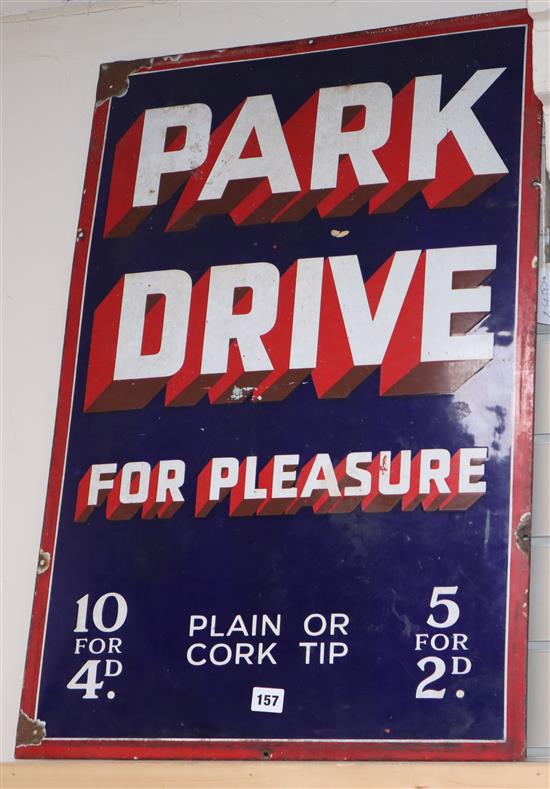 PARK
DRIVE
FOR PLEASURE
10
FOR
4D.
PLAIN OR
CORK TIP
5
FOR
2D.
157